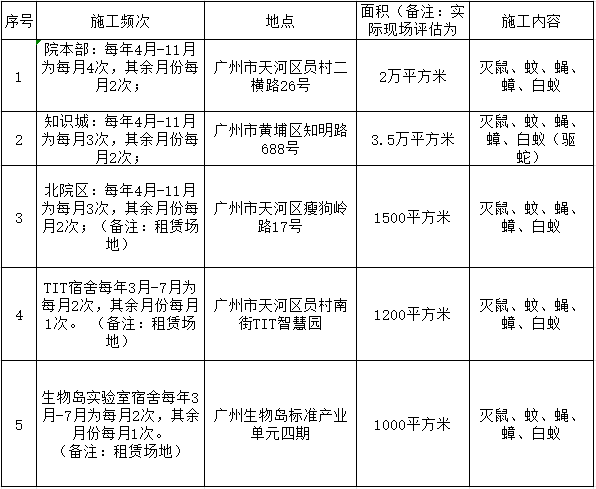 序号
施工频次
地点
面积（备注：实
际现场评估为
施工内容
1
院本部：每年4月-11月
为每月4次，其余月份每
月2次；
广州市天河区员村二
横路26号
2万平方米
灭鼠、蚊、蝇、
蟑、白蚁
2
知识城：每年4月-11月
为每月3次，其余月份每
月2次；
广州市黄埔区知明路
688号
3.5万平方米
灭鼠、蚊、蝇、
蟑、白蚁（驱
蛇）
3
北院区：每年4月-11月
为每月3次，其余月份每
月2次；（备注：租赁场
地）
广州市天河区瘦狗岭
路17号
1500平方米
灭鼠、蚊、蝇、
蟑、白蚁
4
TIT宿舍每年3月-7月为
每月2次，其余月份每月
1次。 （备注：租赁场
地）
广州市天河区员村南
街TIT智慧园
1200平方米
灭鼠、蚊、蝇、
蟑、白蚁
5
生物岛实验室宿舍每年3
月-7月为每月2次，其余
月份每月1次。
（备注：租赁场地）
广州生物岛标准产业
单元四期
1000平方米
灭鼠、蚊、蝇、
蟑、白蚁